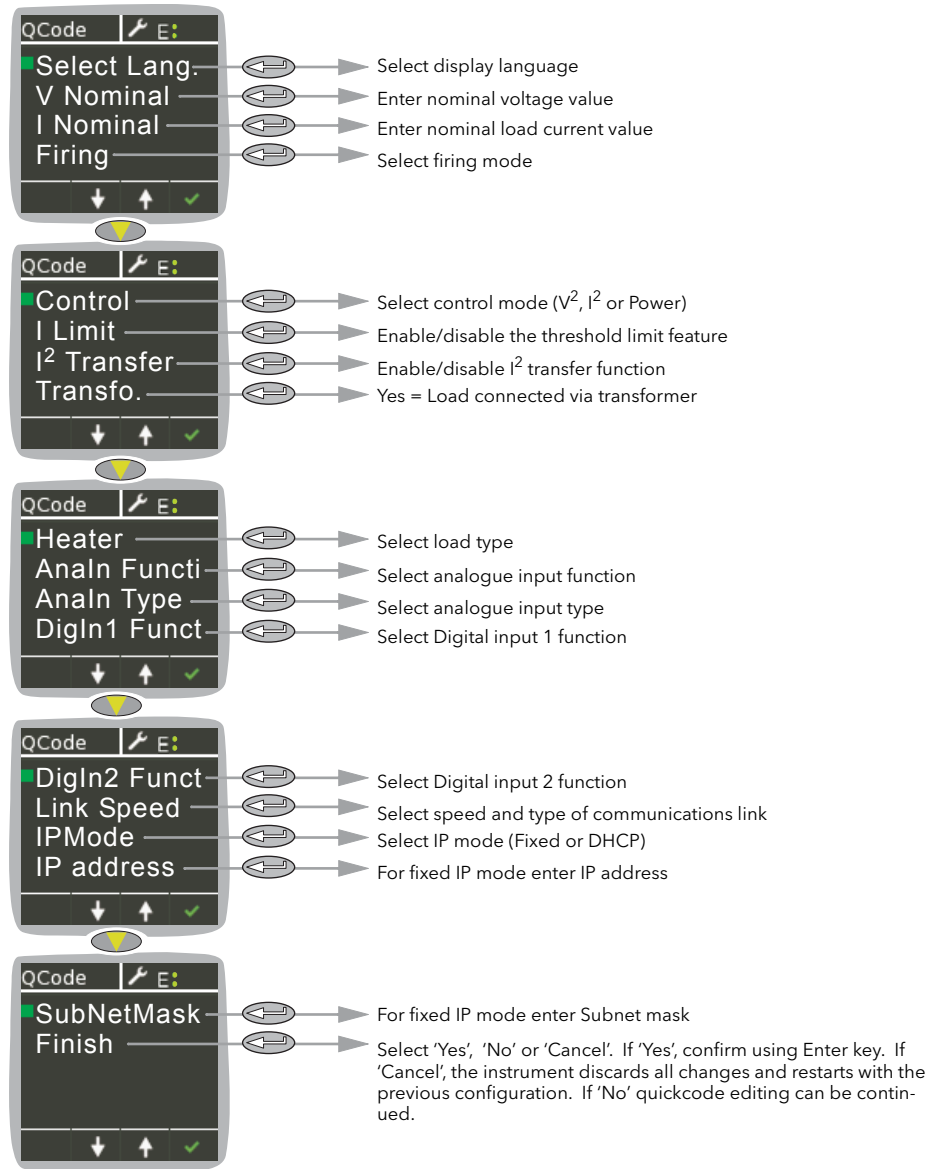 QCode E:
Select Lang. Select display language
V Nominal Enter nominal voltage value
I Nominal Enter nominal load current value
Firing Select firing mode
QCode E:
Control Select control mode (V², I² or Power)
I Limit Enable/disable the threshold limit feature
I² Transfer Enable/disable I² transfer function
Transfo. Yes = Load connected via transformer
QCode E:
Heater Select load type
AnaIn Functi Select analogue input function
AnaIn Type Select analogue input type
DigIn1 Funct Select Digital input 1 function
QCode E:
DigIn2 Funct Select Digital input 2 function
Link Speed Select speed and type of communications link
IPMode Select IP mode (Fixed or DHCP)
IP address For fixed IP mode enter IP address
QCode E:
SubNetMask For fixed IP mode enter Subnet mask
Finish Select ‘Yes’, ‘No’ or ‘Cancel’. If ‘Yes’, confirm using Enter key. If
‘Cancel’, the instrument discards all changes and restarts with the
previous configuration. If ‘No’ quickcode editing can be contin-
ued.